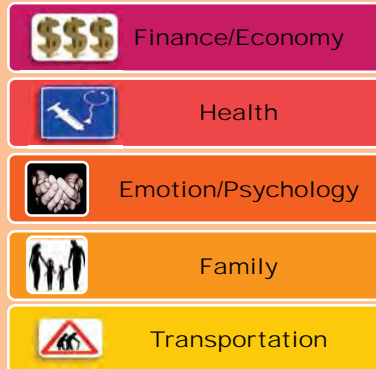 $$$ Finance/Economy
Health
Emotion/Psychology
Family
Transportation